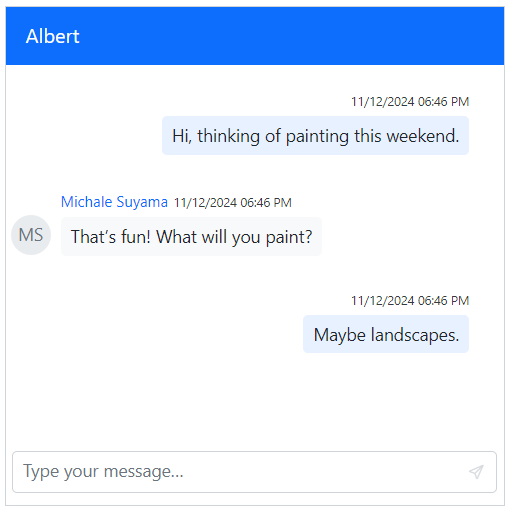 Albert
11/12/2024 06:46 PM
Hi, thinking of painting this weekend.
Michale Suyama 11/12/2024 06:46 PM
MS
That's fun! What will you paint?
11/12/2024 06:46 PM
Maybe landscapes.
Type your message...